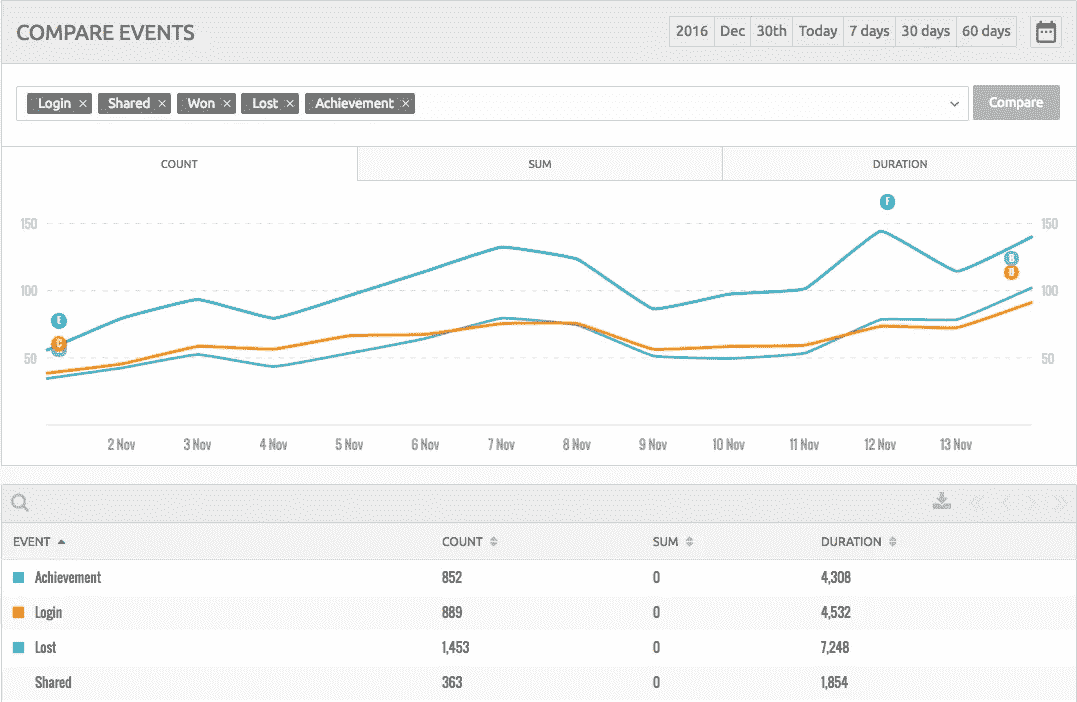 COMPARE EVENTS 2016 Dec 30th Today 7 days 30 days 60 days
Login × Shared × Won × Lost × Achievement × Compare
COUNT SUM DURATION
F
150 150
B
100 100
C
50 50
2 Nov 3 Nov 4 Nov 5 Nov 6 Nov 7 Nov 8 Nov 9 Nov 10 Nov 11 Nov 12 Nov 13 Nov
EVENT COUNT SUM DURATION
Achievement 852 0 4,308
Login 889 0 4,532
Lost 1,453 0 7,248
Shared 363 0 1,854